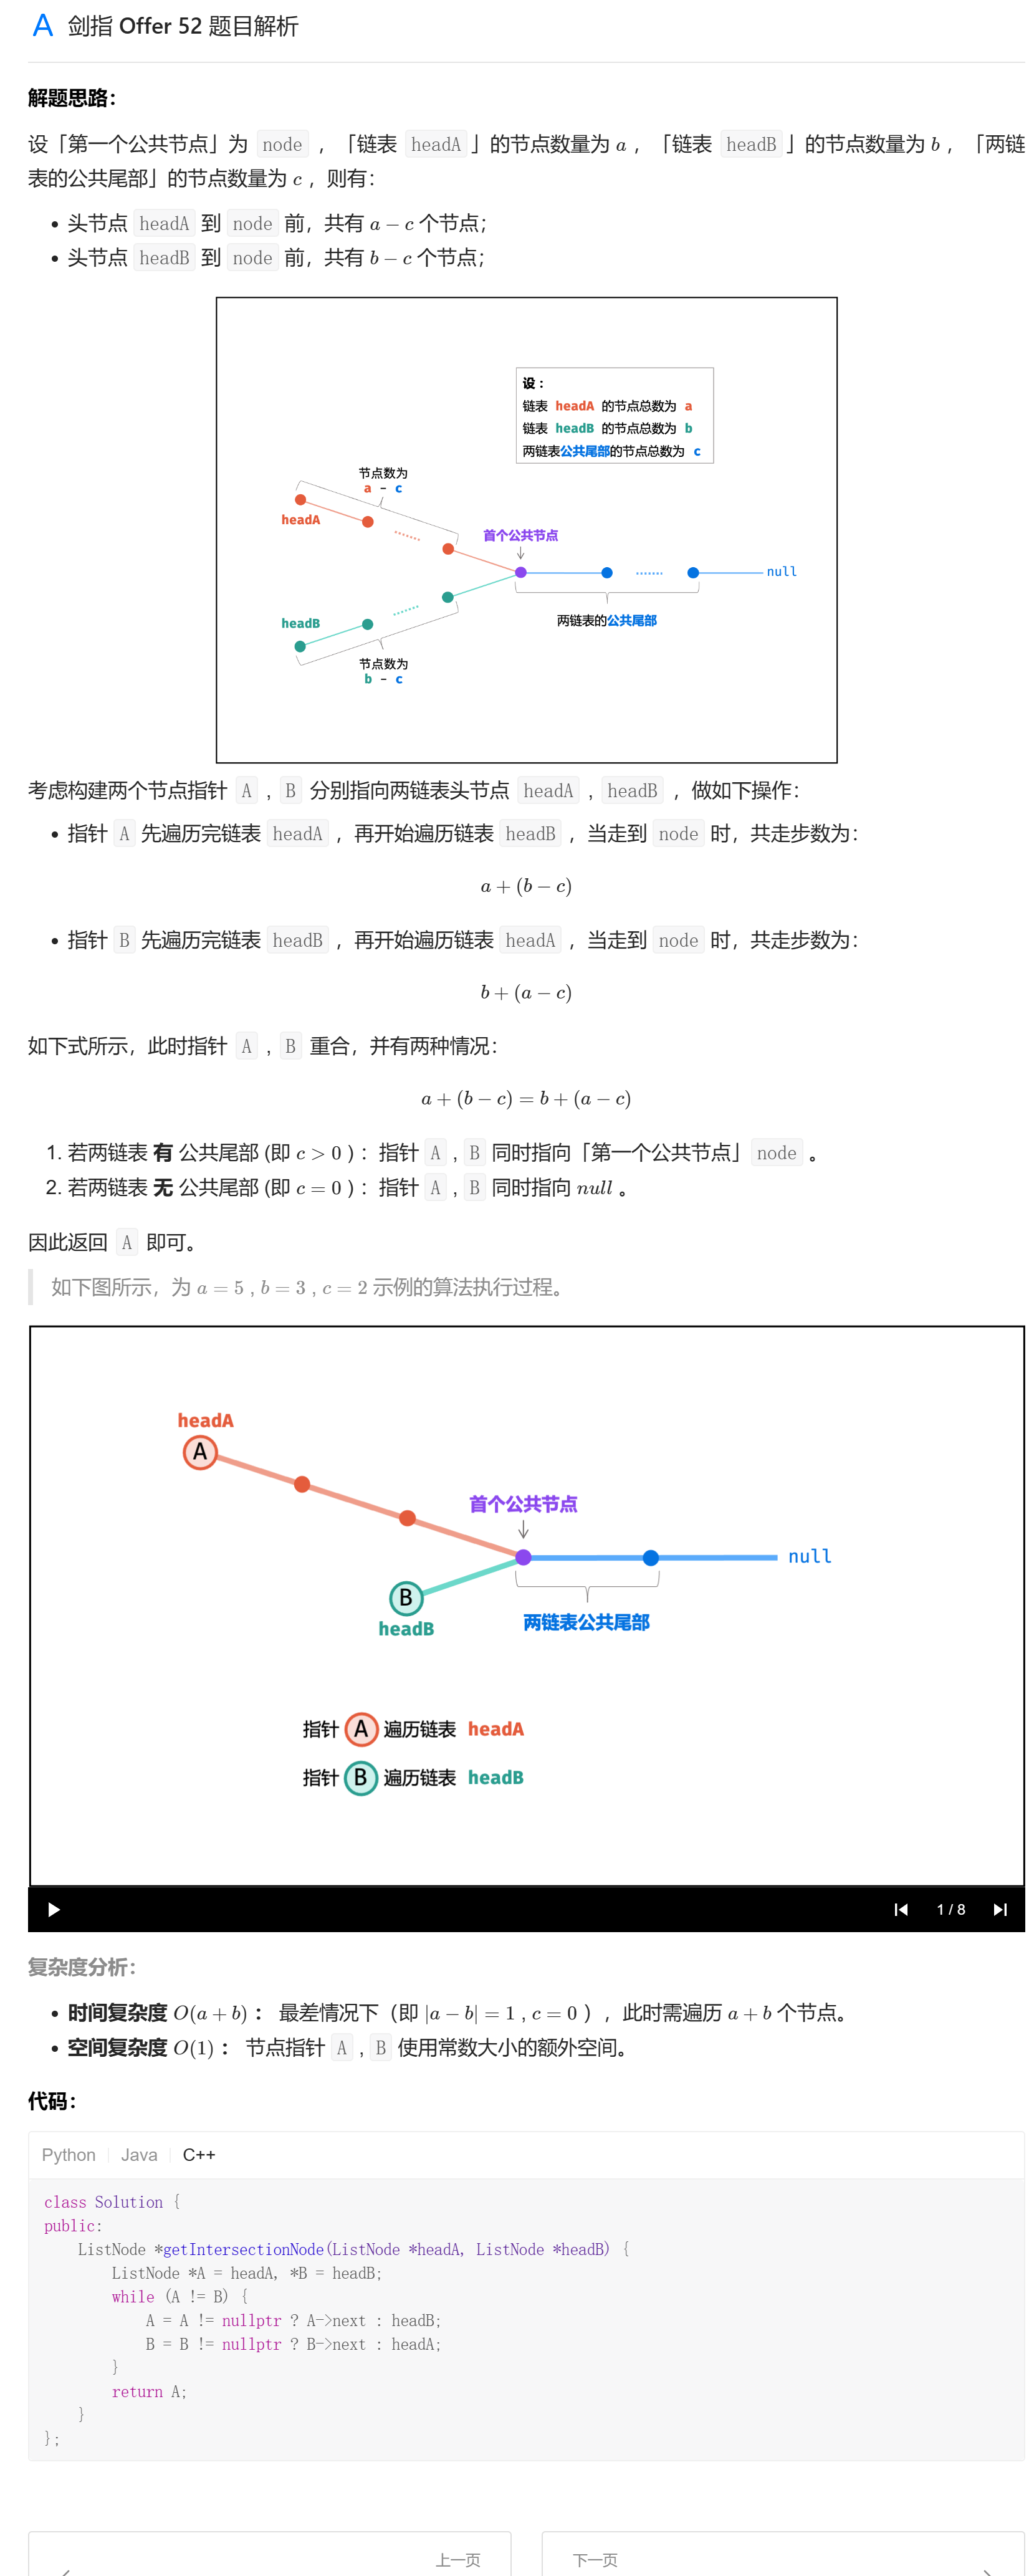 剑指 Offer 52 题目解析
解题思路：
设「第一个公共节点」为 node ，「链表 headA 」的节点数量为 a ，「链表 headB 」的节点数量为 b ，「两链
表的公共尾部」的节点数量为 c ，则有：
• 头节点 headA 到 node 前，共有 a − c 个节点；
• 头节点 headB 到 node 前，共有 b − c 个节点；
设：
链表 headA 的节点总数为 a
链表 headB 的节点总数为 b
两链表公共尾部的节点总数为 c
节点数为
a - c
headA
首个公共节点
null
headB
两链表的公共尾部
节点数为
b - c
考虑构建两个节点指针 A , B 分别指向两链表头节点 headA , headB ，做如下操作：
• 指针 A 先遍历完链表 headA ，再开始遍历链表 headB ，当走到 node 时，共走步数为：
a + (b − c)
• 指针 B 先遍历完链表 headB ，再开始遍历链表 headA ，当走到 node 时，共走步数为：
b + (a − c)
如下式所示，此时指针 A , B 重合，并有两种情况：
a + (b − c) = b + (a − c)
1. 若两链表 有 公共尾部 (即 c > 0 ) ：指针 A , B 同时指向「第一个公共节点」 node 。
2. 若两链表 无 公共尾部 (即 c = 0 ) ：指针 A , B 同时指向 null 。
因此返回 A 即可。
如下图所示，为 a = 5 , b = 3 , c = 2 示例的算法执行过程。
headA
A
首个公共节点
null
B
headB
两链表公共尾部
指针 A 遍历链表 headA
指针 B 遍历链表 headB
1 / 8
复杂度分析：
• 时间复杂度 O(a + b) ： 最差情况下（即 |a − b| = 1 , c = 0 ），此时需遍历 a + b 个节点。
• 空间复杂度 O(1) ： 节点指针 A , B 使用常数大小的额外空间。
代码：
Python Java C++
class Solution {
public:
    ListNode *getIntersectionNode(ListNode *headA, ListNode *headB) {
        ListNode *A = headA, *B = headB;
        while (A != B) {
            A = A != nullptr ? A->next : headB;
            B = B != nullptr ? B->next : headA;
        }
        return A;
    }
};
上一页 下一页